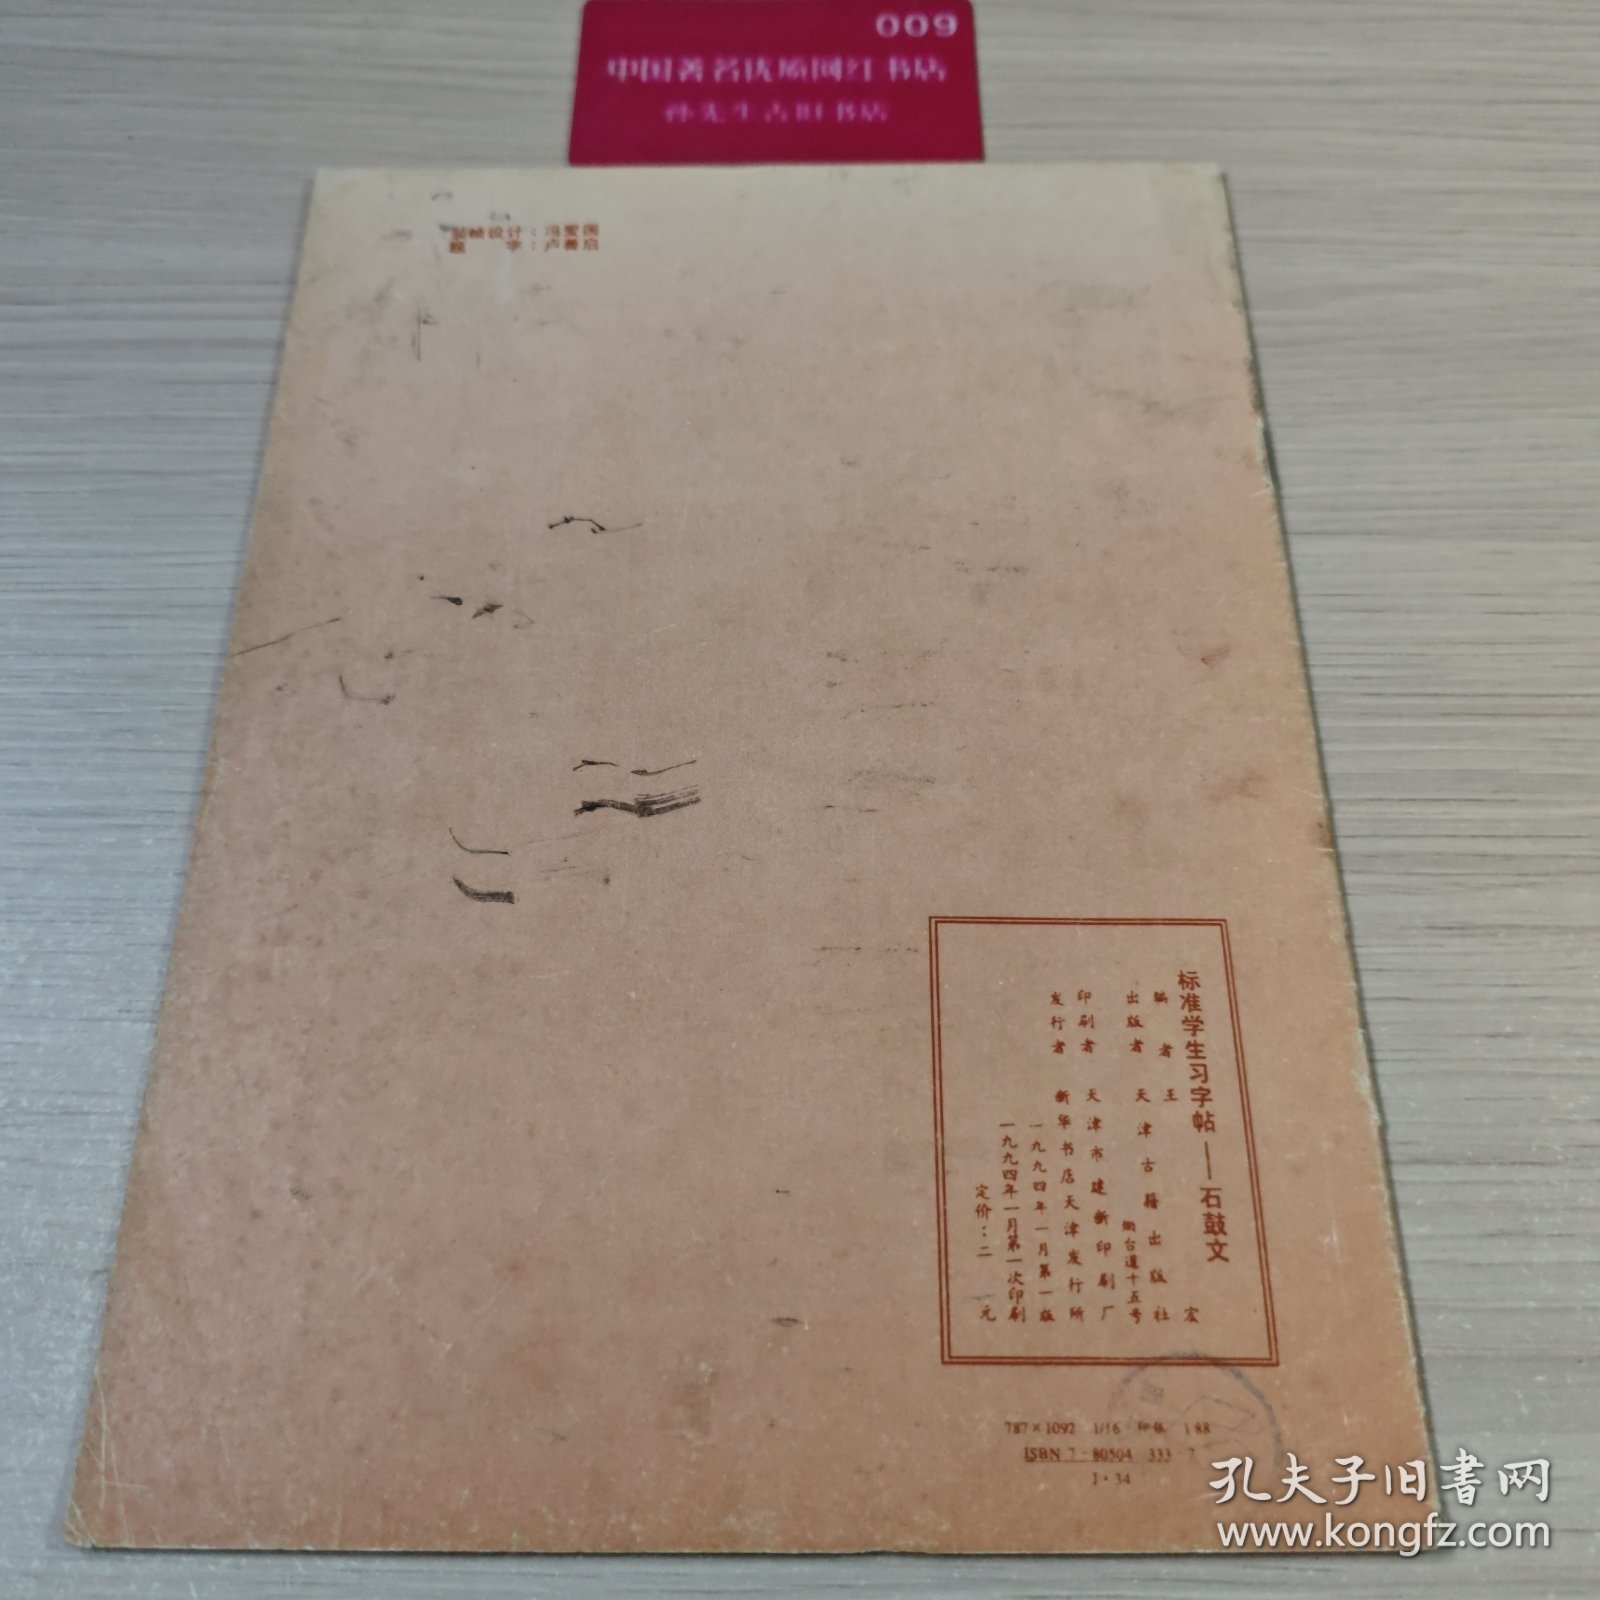 009
中国著名优质网红书店
孙先生古旧书店
装帧设计：冯爱国
题　　字：卢善启
标准学生习字帖——石鼓文
编　者　王　宏
出版者　天津古籍出版社
烟台道十五号
印刷者　天津市建新印刷厂
发行者　新华书店天津发行所
一九九四年一月第一版
一九九四年一月第一次印刷
定价：二　元
787×1092　1/16　印张　1.88
ISBN 7-80504　333-7
J·34
孔夫子旧书网
www.kongfz.com